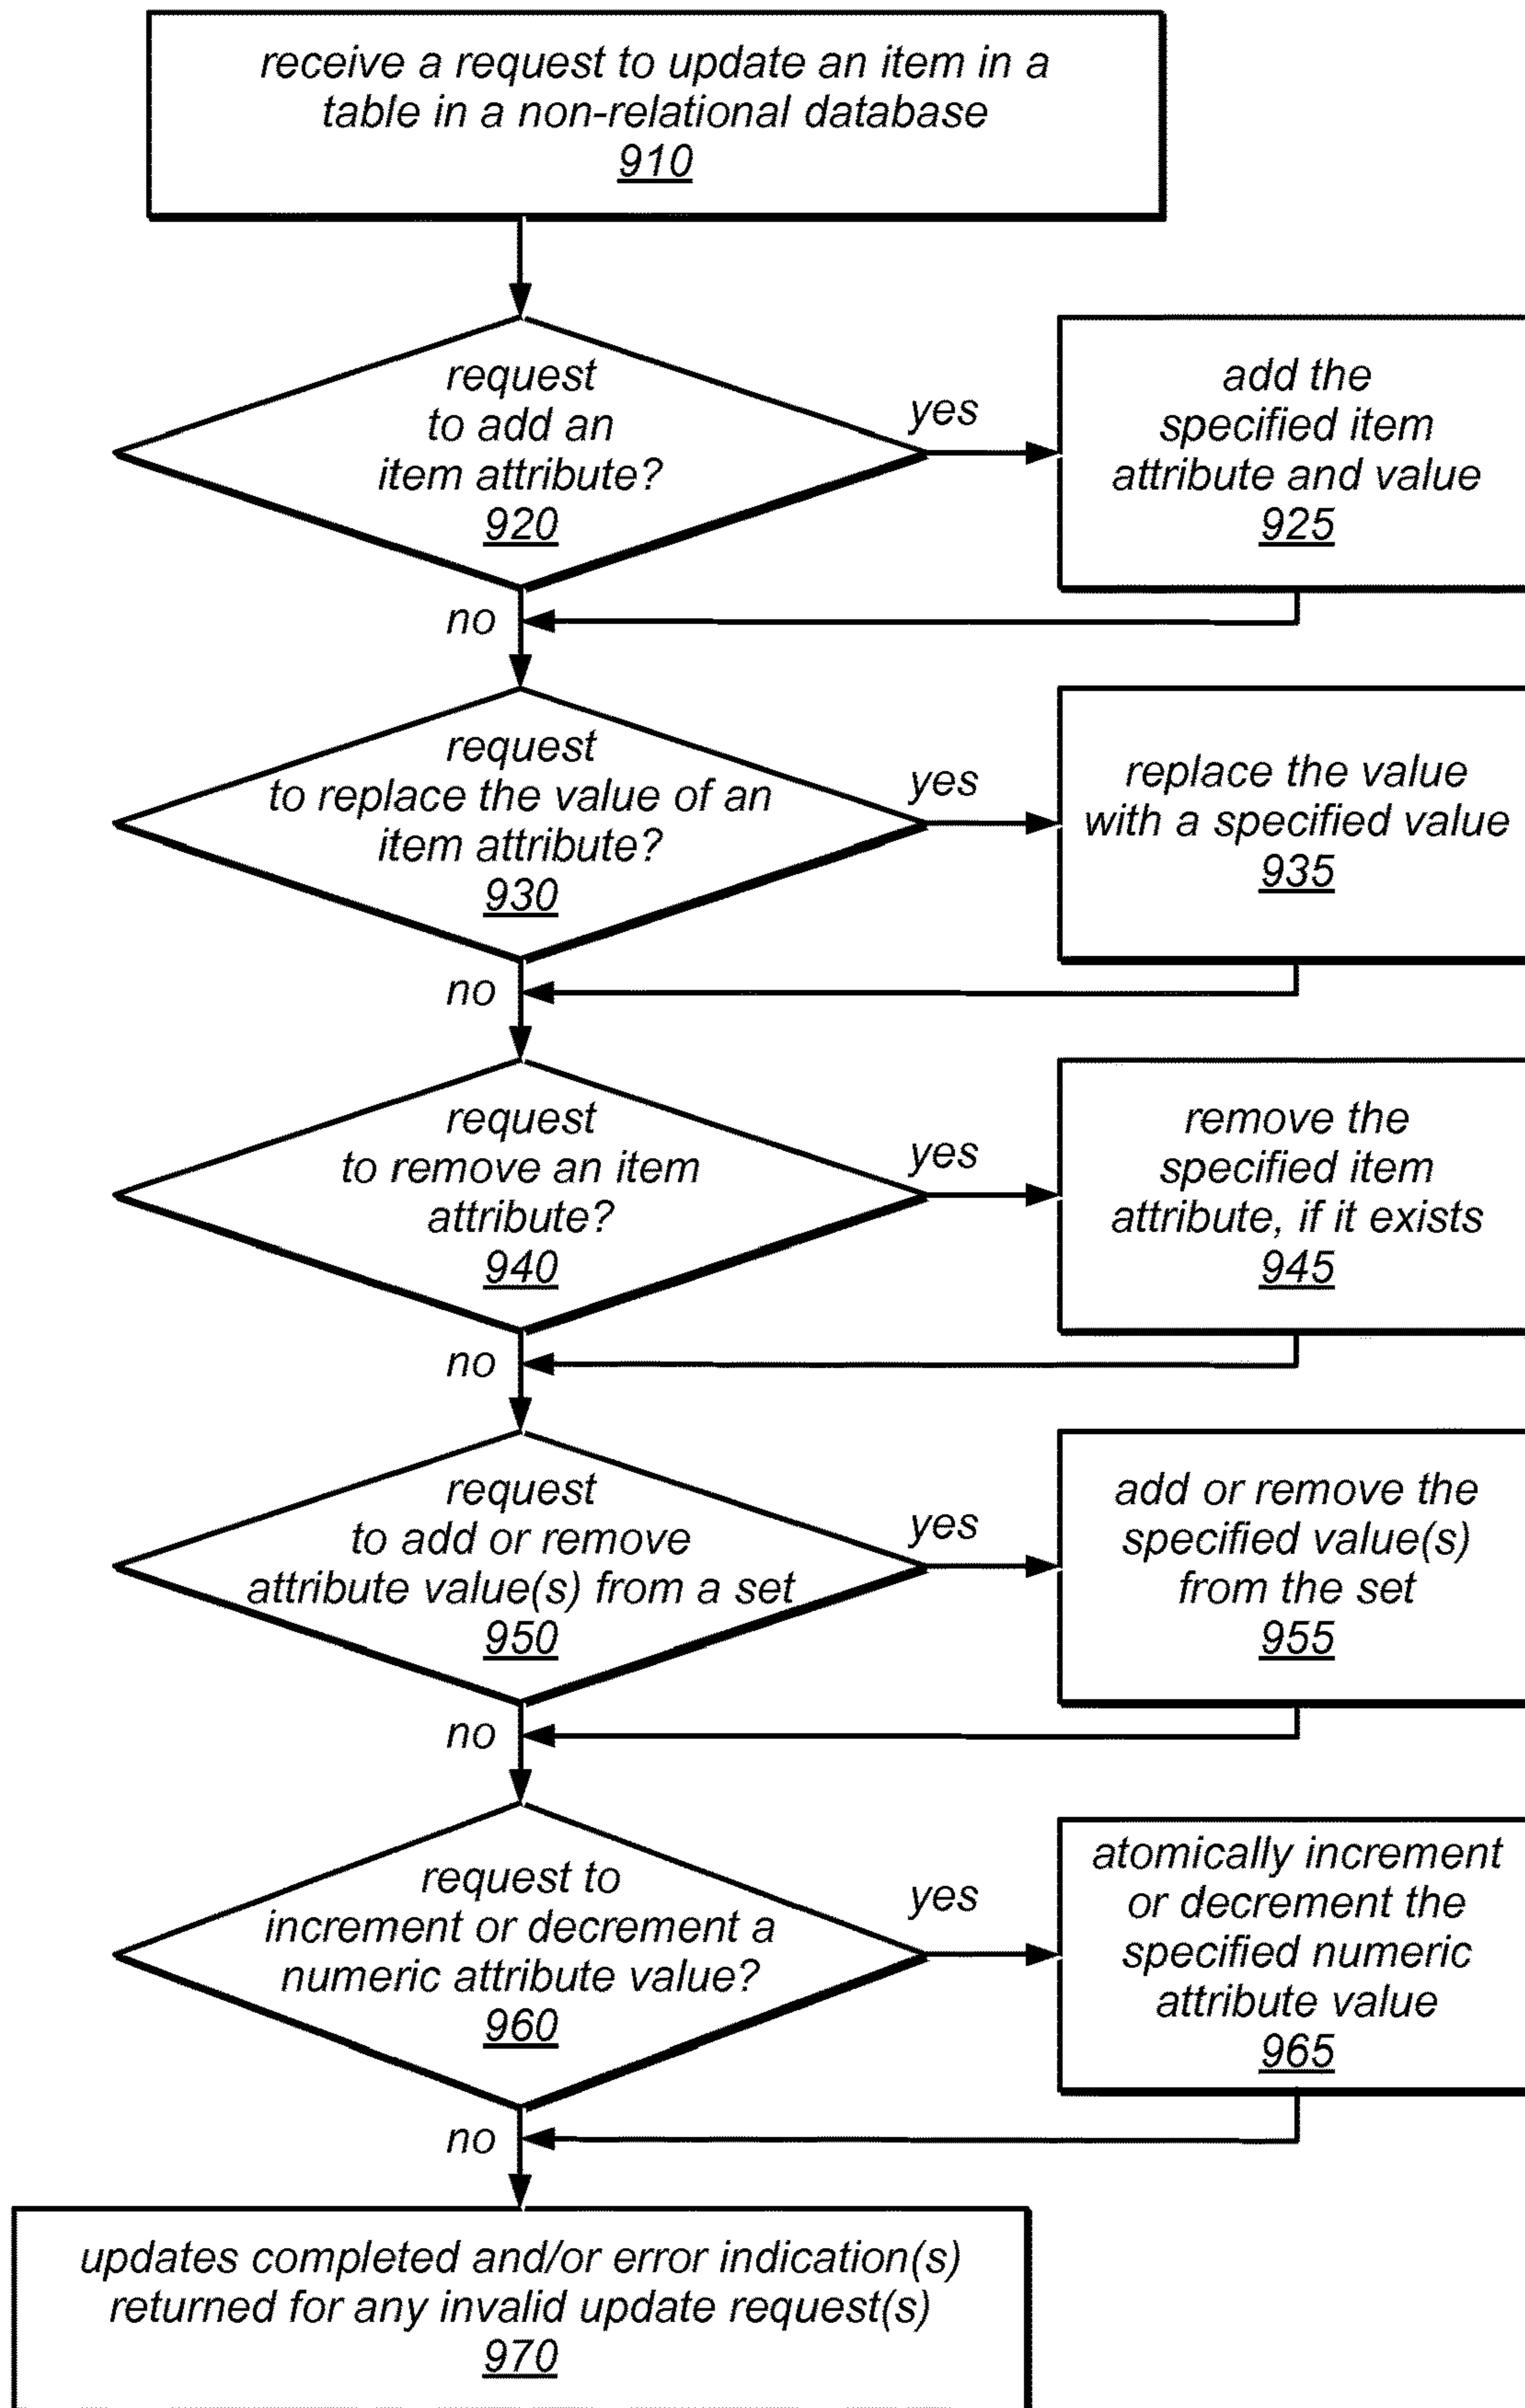 receive a request to update an item in a
table in a non-relational database
910
request
to add an
item attribute?
920
yes
add the
specified item
attribute and value
925
no
request
to replace the value of an
item attribute?
930
yes
replace the value
with a specified value
935
no
request
to remove an item
attribute?
940
yes
remove the
specified item
attribute, if it exists
945
no
request
to add or remove
attribute value(s) from a set
950
yes
add or remove the
specified value(s)
from the set
955
no
request to
increment or decrement a
numeric attribute value?
960
yes
atomically increment
or decrement the
specified numeric
attribute value
965
no
updates completed and/or error indication(s)
returned for any invalid update request(s)
970